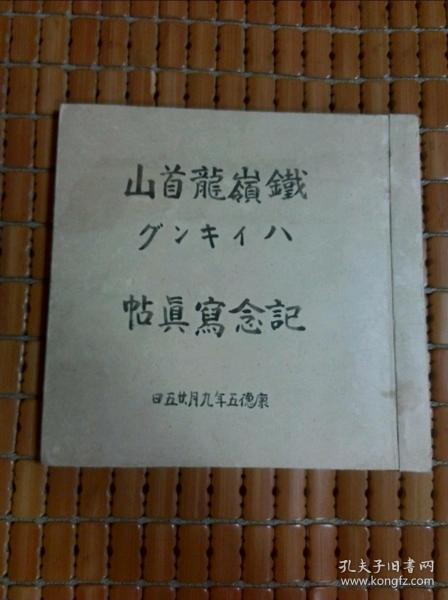 鐵嶺龍首山
ハイキング
記念寫眞帖
康德五年九月廿五日
孔夫子旧书网
www.kongfz.com